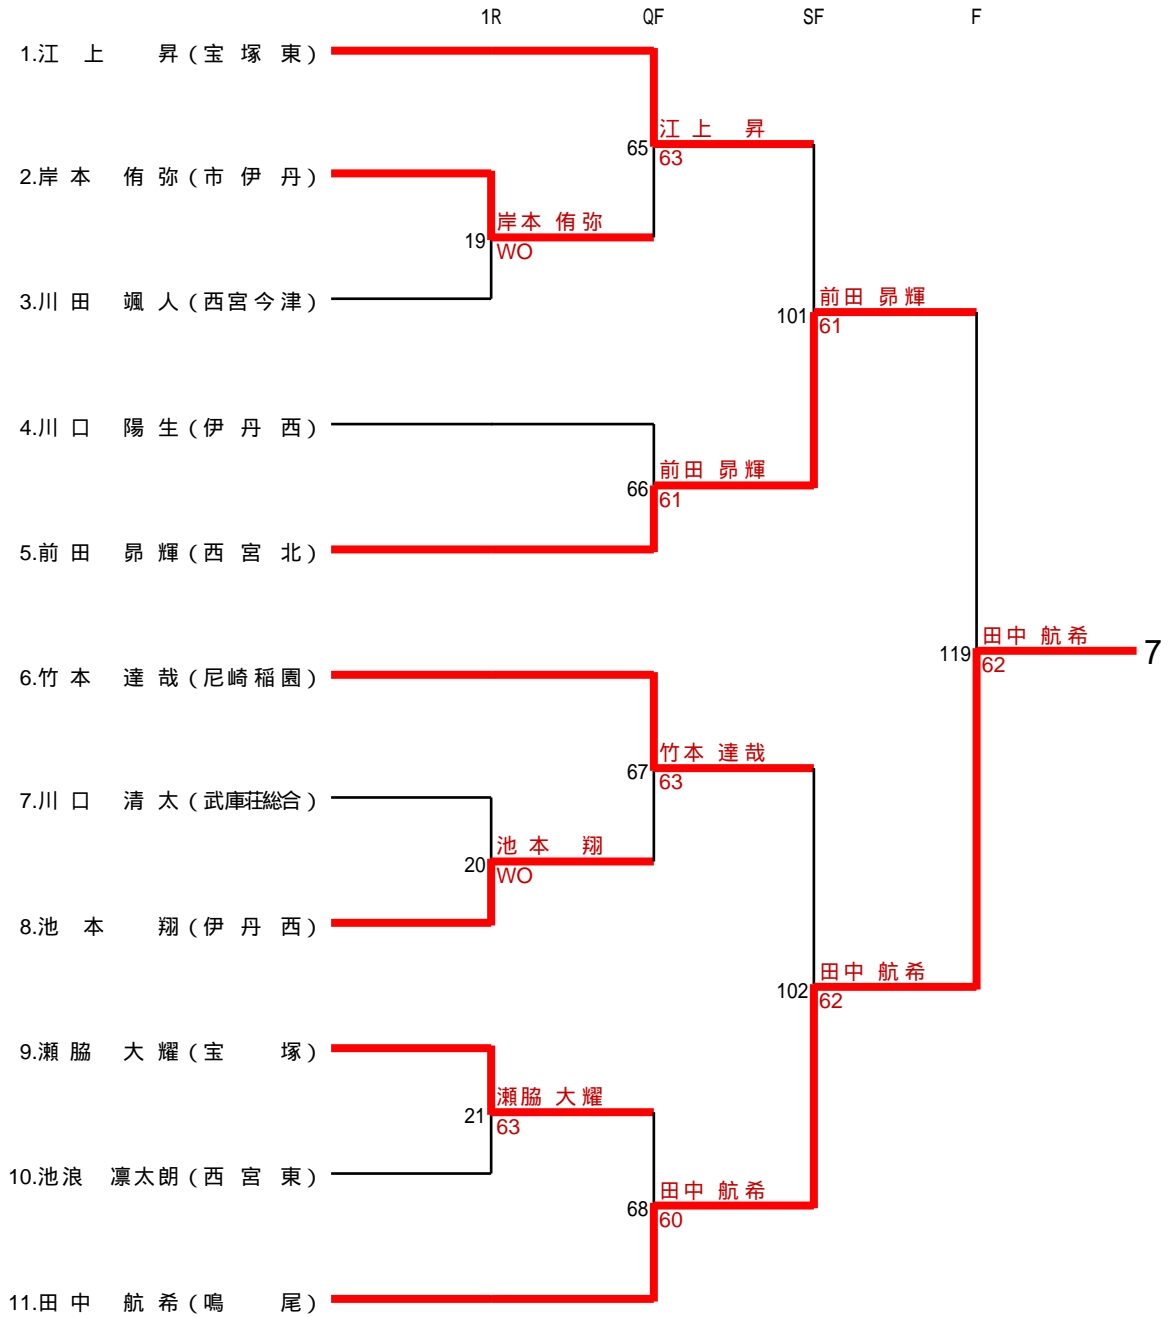 1R QF SF F
1.江 上 昇 (宝 塚 東)
江 上 昇
65
63
2.岸 本 侑 弥 (市 伊 丹)
岸本 侑弥
19
WO
3.川 田 颯 人 (西宮今津)
前田 昴輝
101
61
4.川 口 陽 生 (伊 丹 西)
前田 昴輝
66
61
5.前 田 昴 輝 (西 宮 北)
田中 航希
119
62
7
6.竹 本 達 哉 (尼崎稲園)
竹本 達哉
67
63
7.川 口 清 太 (武庫荘総合)
池 本 翔
20
WO
8.池 本 翔 (伊 丹 西)
田中 航希
102
62
9.瀬 脇 大 耀 (宝 塚)
瀬脇 大耀
21
63
10.池浪 凛太朗 (西 宮 東)
田中 航希
68
60
11.田 中 航 希 (鳴 尾)